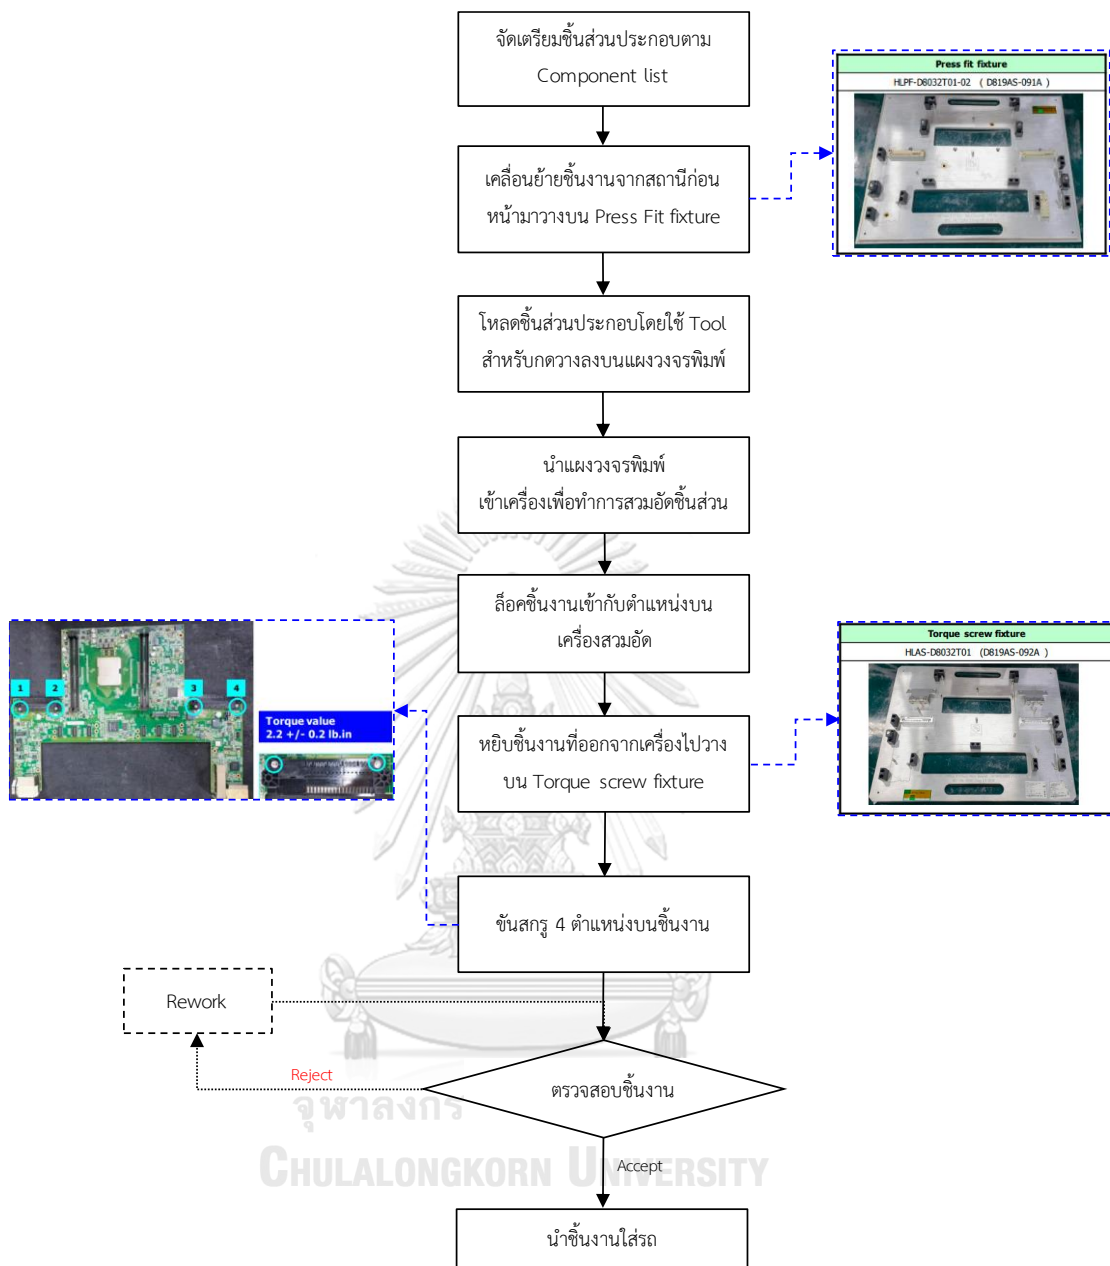 จัดเตรียมชิ้นส่วนประกอบตาม
Component list
Press fit fixture
HLPF-D8032T01-02 ( D819AS-091A )
เคลื่อนย้ายชิ้นงานจากสถานีก่อน
หน้ามาวางบน Press Fit fixture
โหลดชิ้นส่วนประกอบโดยใช้ Tool
สำหรับกดวางลงบนแผงวงจรพิมพ์
นำแผงวงจรพิมพ์
เข้าเครื่องเพื่อทำการสวมอัดชิ้นส่วน
ล็อคชิ้นงานเข้ากับตำแหน่งบน
เครื่องสวมอัด
1 2 3 4
Torque value
2.2 +/- 0.2 lb.in
Torque screw fixture
HLAS-D8032T01 (D819AS-092A )
หยิบชิ้นงานที่ออกจากเครื่องไปวาง
บน Torque screw fixture
ขันสกรู 4 ตำแหน่งบนชิ้นงาน
Rework
Reject
ตรวจสอบชิ้นงาน
จุฬาลงกร
CHULALONGKORN UNIVERSITY
Accept
นำชิ้นงานใส่รถ